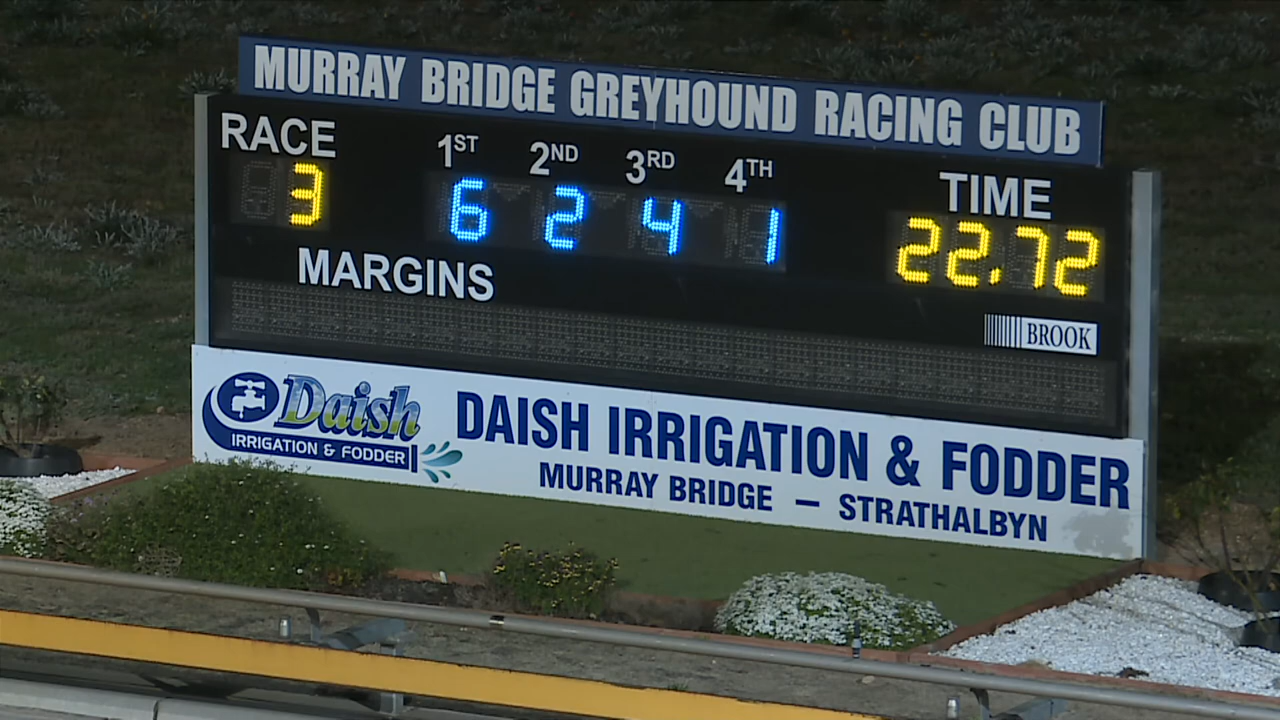 MURRAY BRIDGE GREYHOUND RACING CLUB
RACE 1ST 2ND 3RD 4TH TIME
3 6 2 4 1 22.72
MARGINS
BROOK
Daish
IRRIGATION & FODDER
DAISH IRRIGATION & FODDER
MURRAY BRIDGE – STRATHALBYN